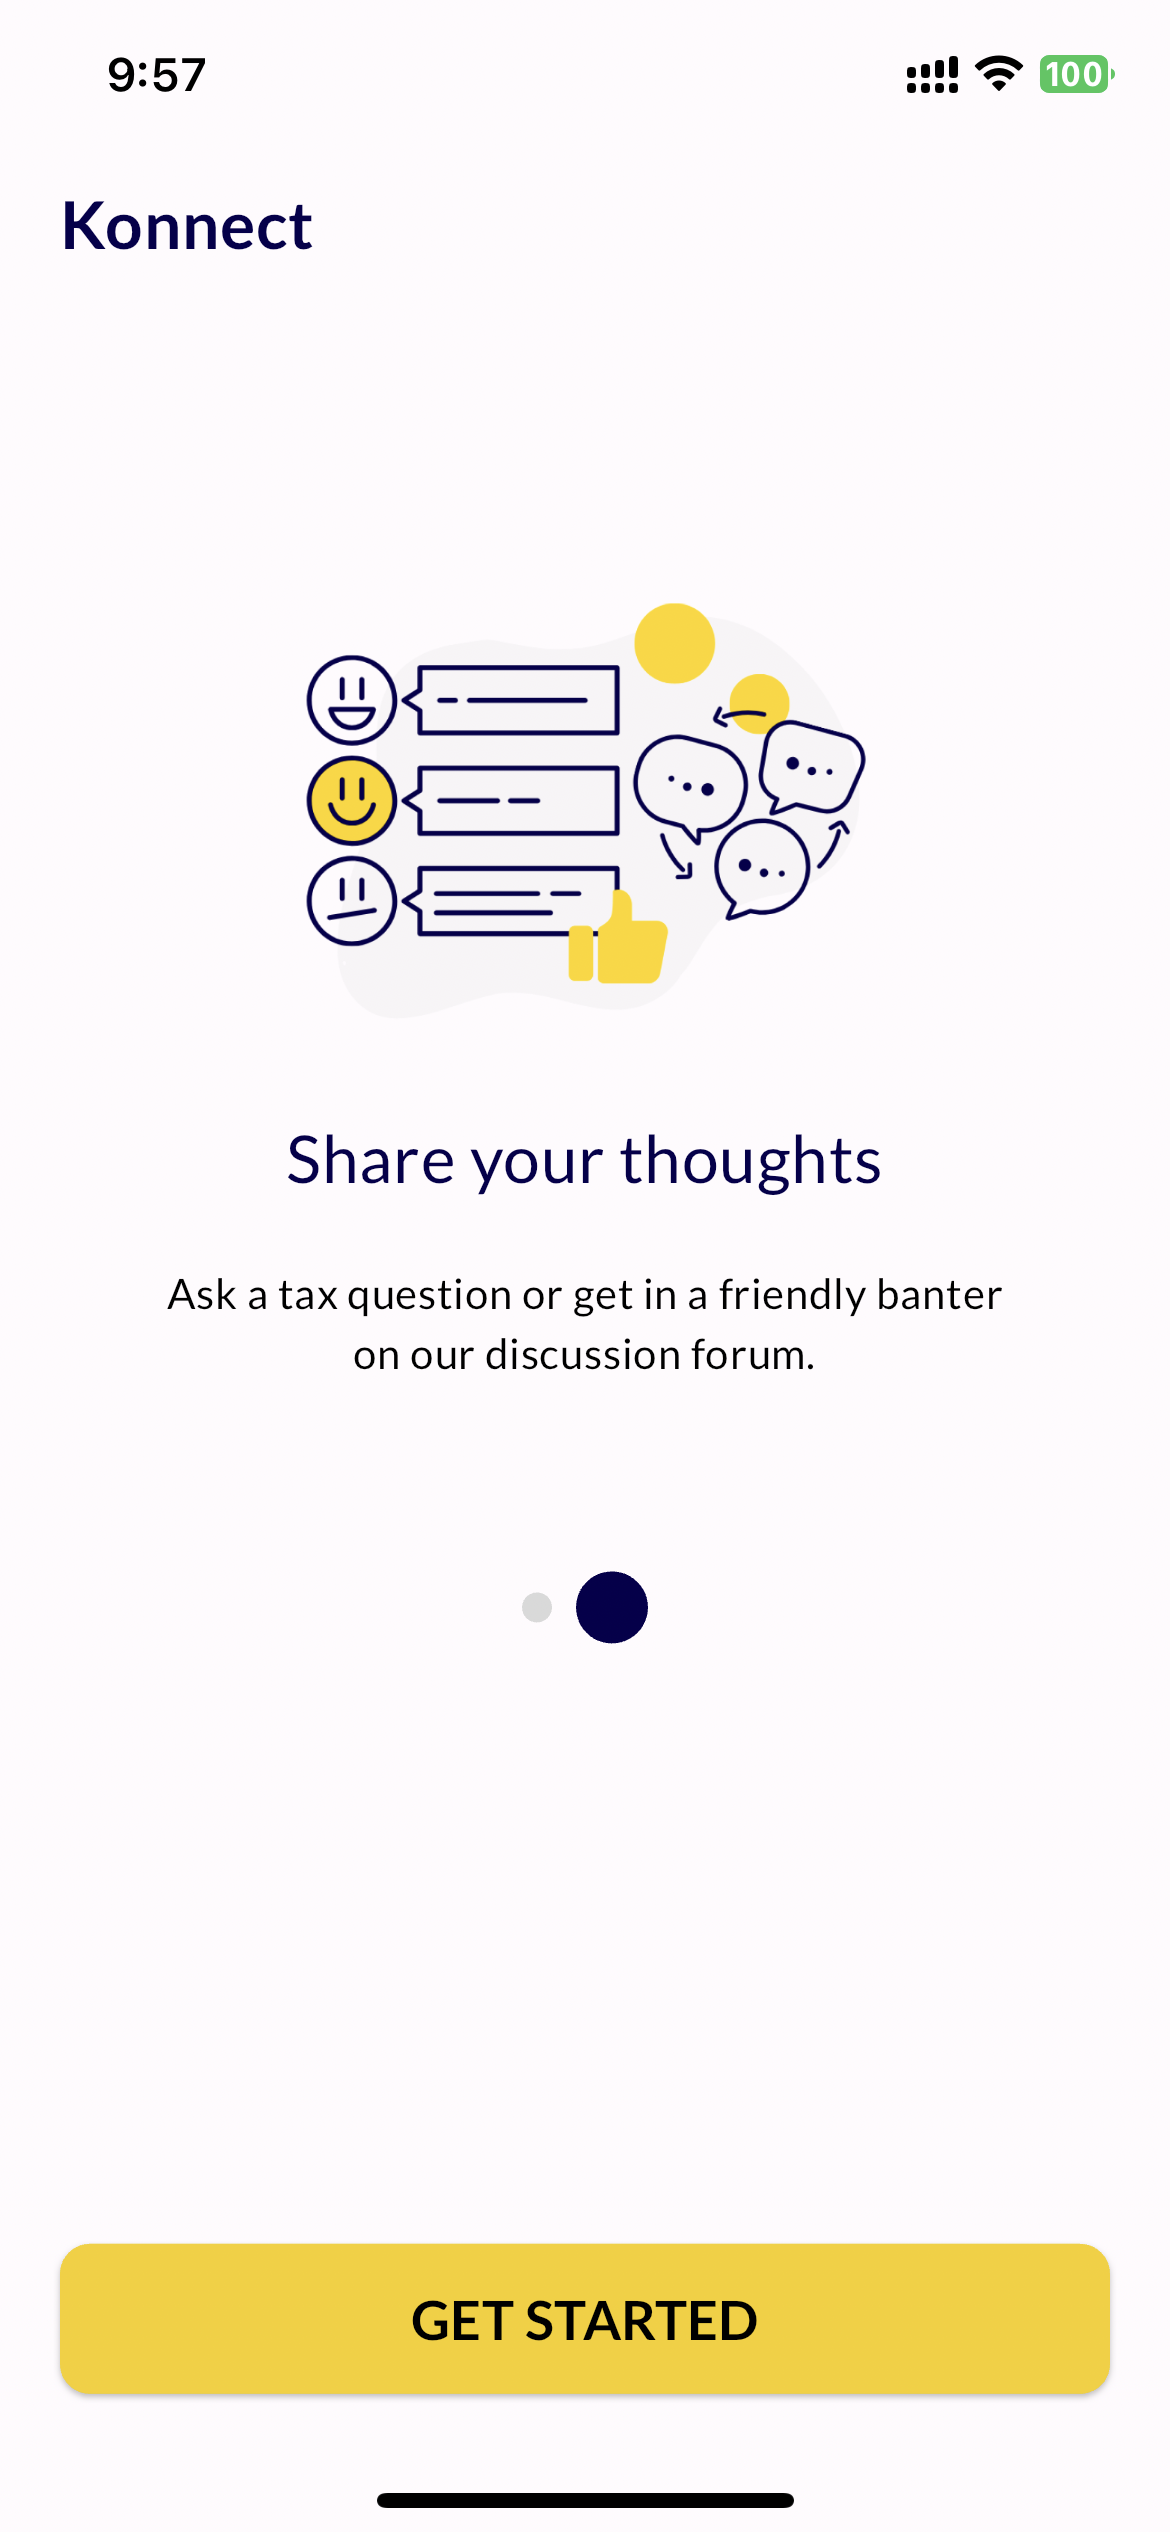 9:57
100
Konnect
Share your thoughts
Ask a tax question or get in a friendly banter
on our discussion forum.
GET STARTED